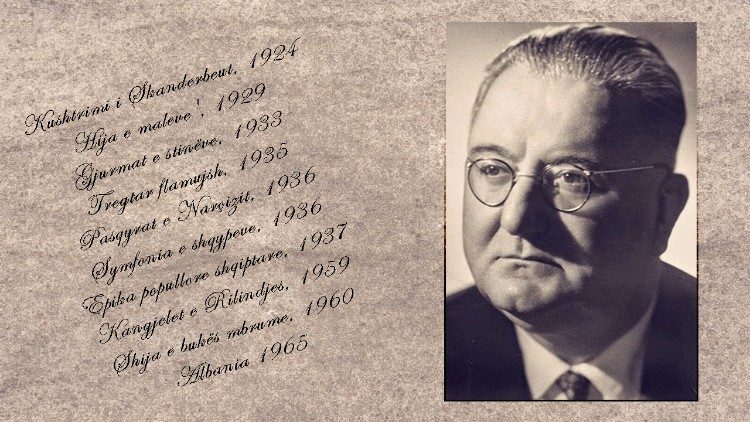 Kushtrimi i Skanderbeut, 1924
Hija e maleve', 1929
Gjurmat e stinëve, 1933
Tregtar flamujsh, 1935
Pasqyrat e Narçizit, 1936
Symfonia e shqypeve, 1936
Epika popullore shqiptare, 1937
Kangjelet e Rilindjes, 1959
Shija e bukës mbrume, 1960
Albania 1965